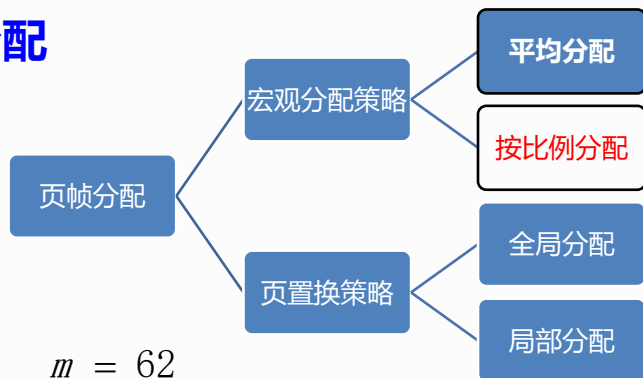 配
平均分配
宏观分配策略
按比例分配
页帧分配
全局分配
页置换策略
局部分配
m = 62